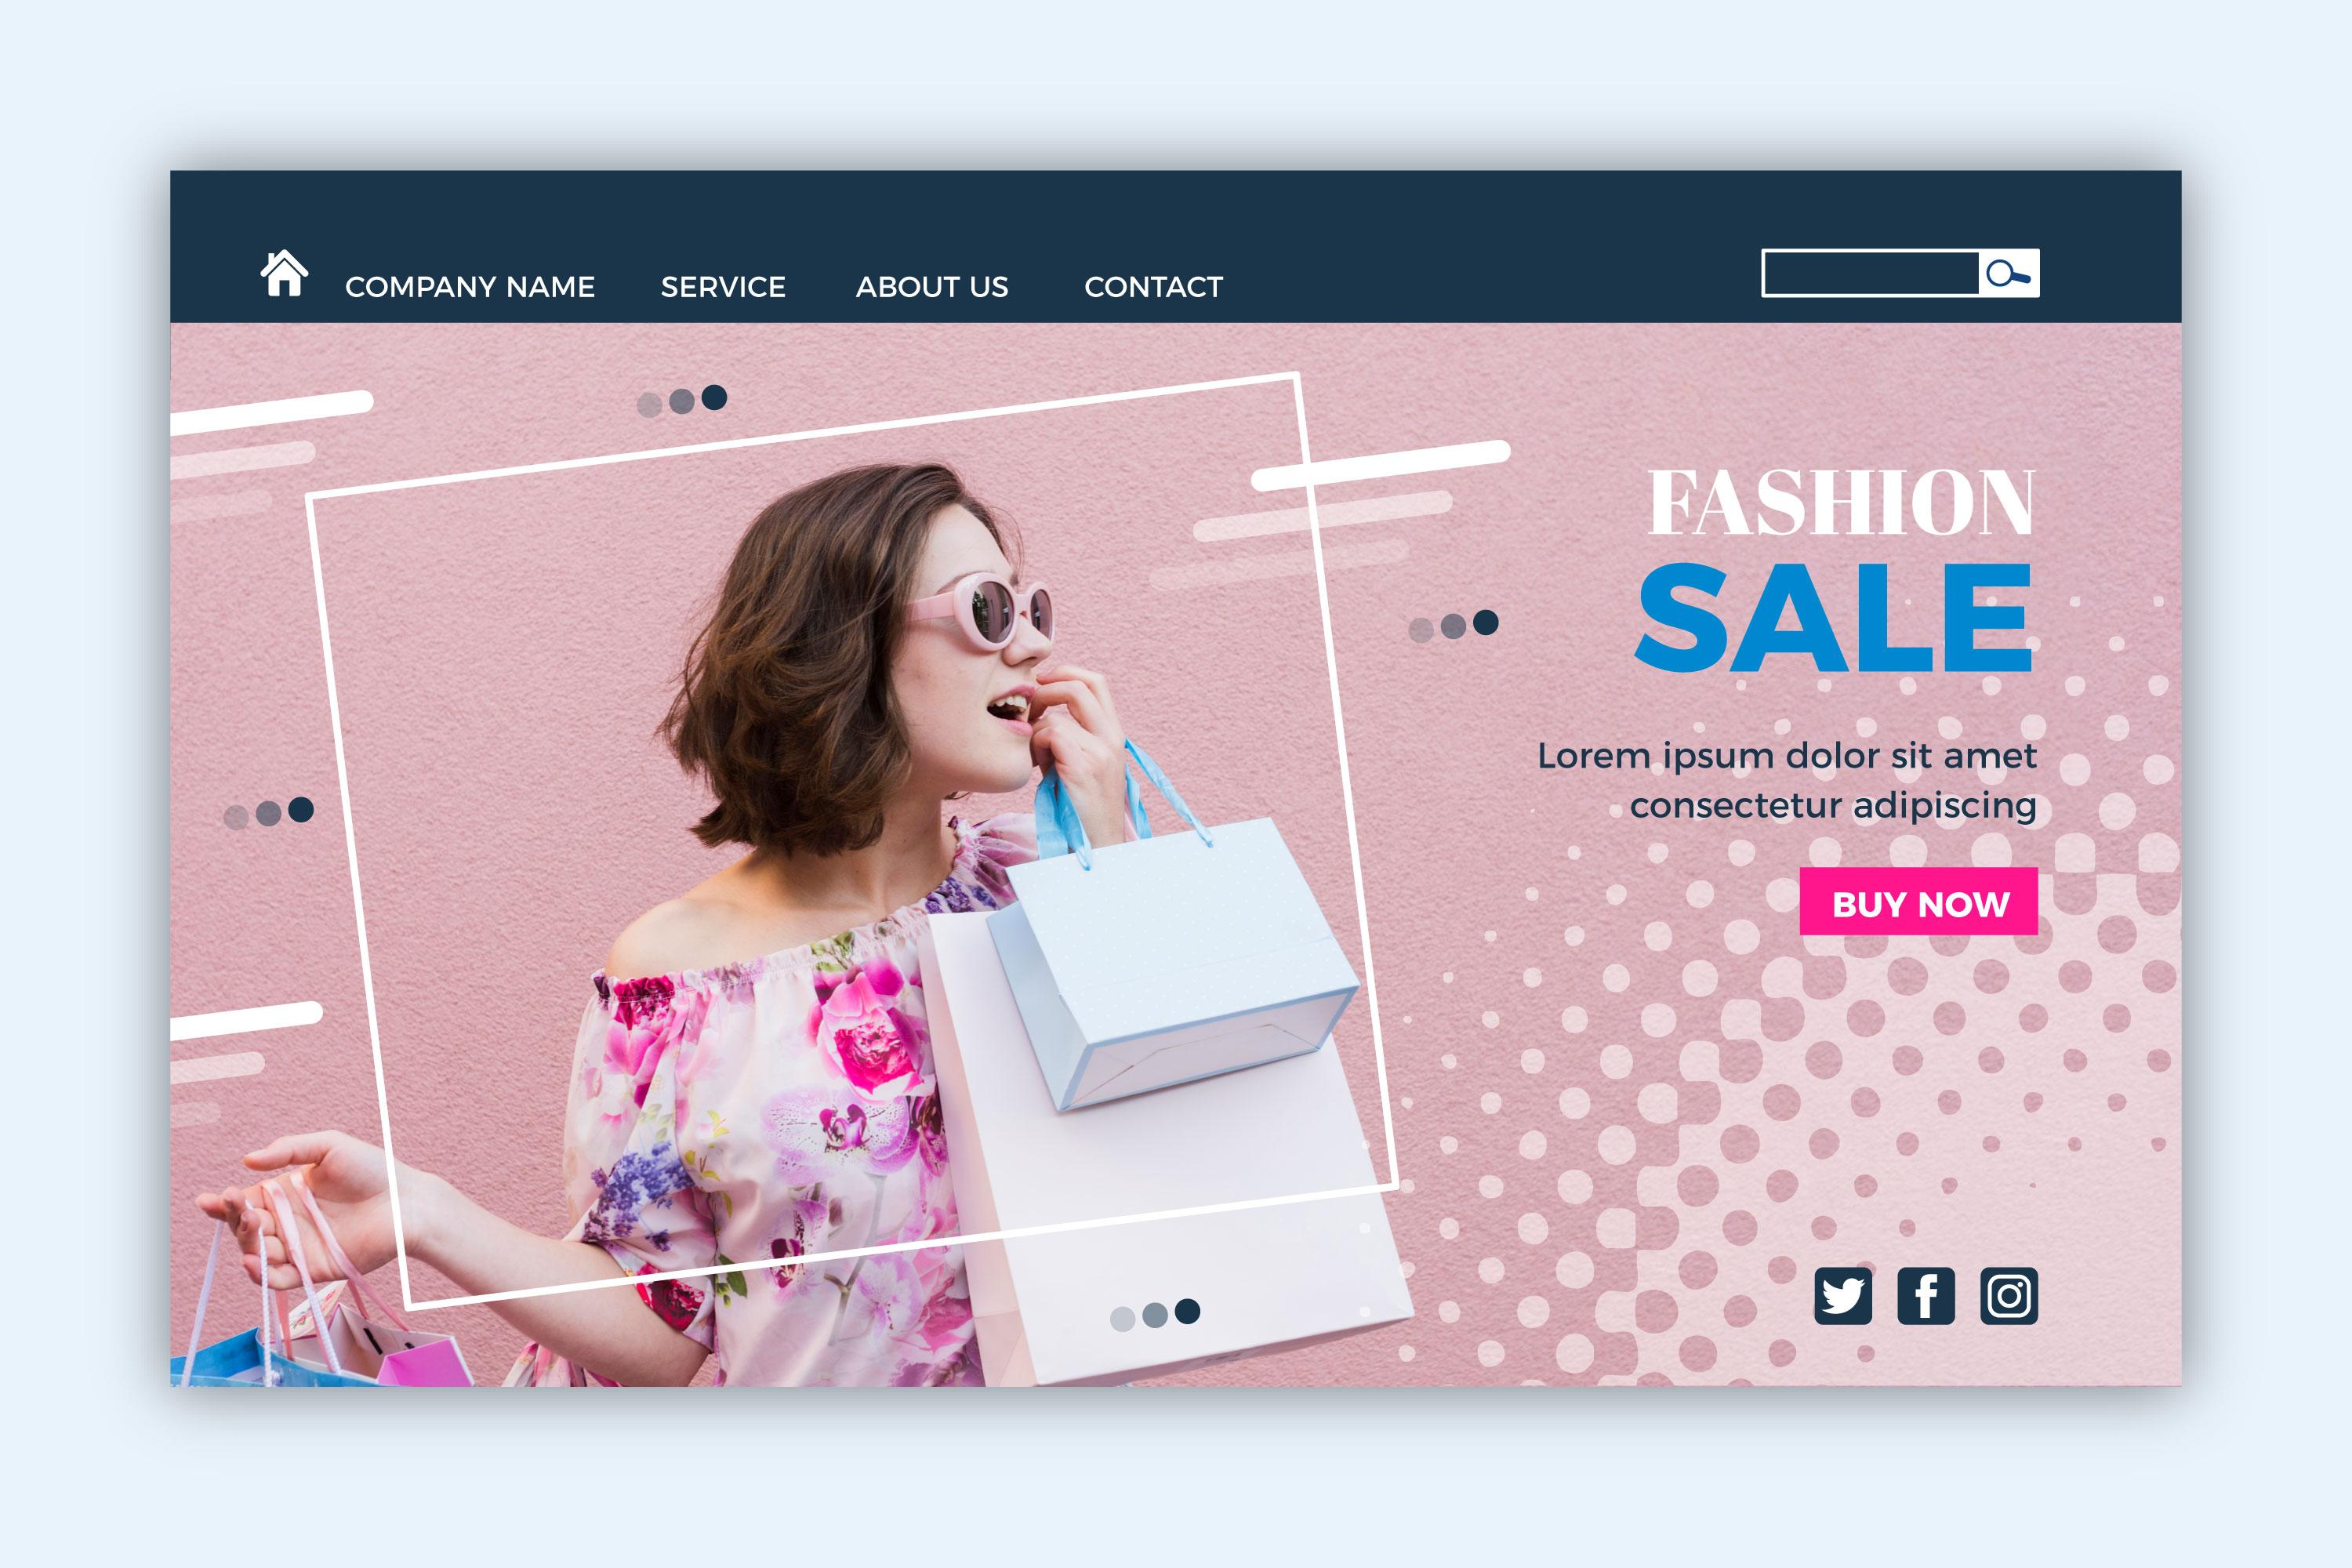 COMPANY NAME SERVICE ABOUT US CONTACT
FASHION
SALE
Lorem ipsum dolor sit amet
consectetur adipiscing
BUY NOW